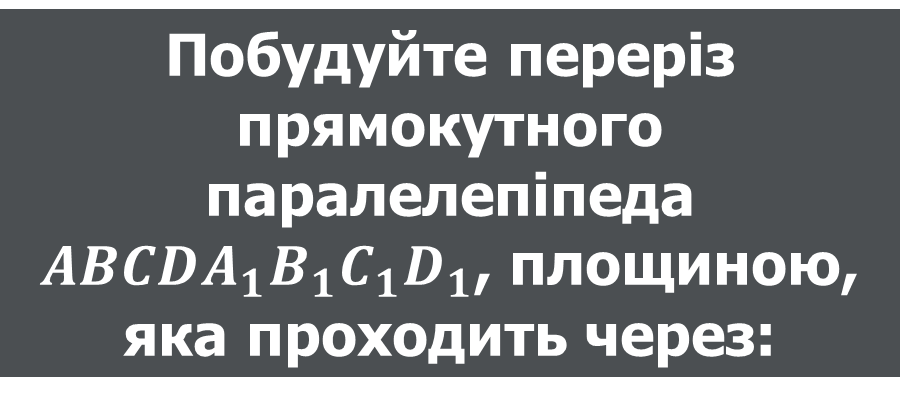 Побудуйте переріз
прямокутного
паралелепіпеда
𝑨𝑩𝑪𝑫𝑨₁𝑩₁𝑪₁𝑫₁, площиною,
яка проходить через: